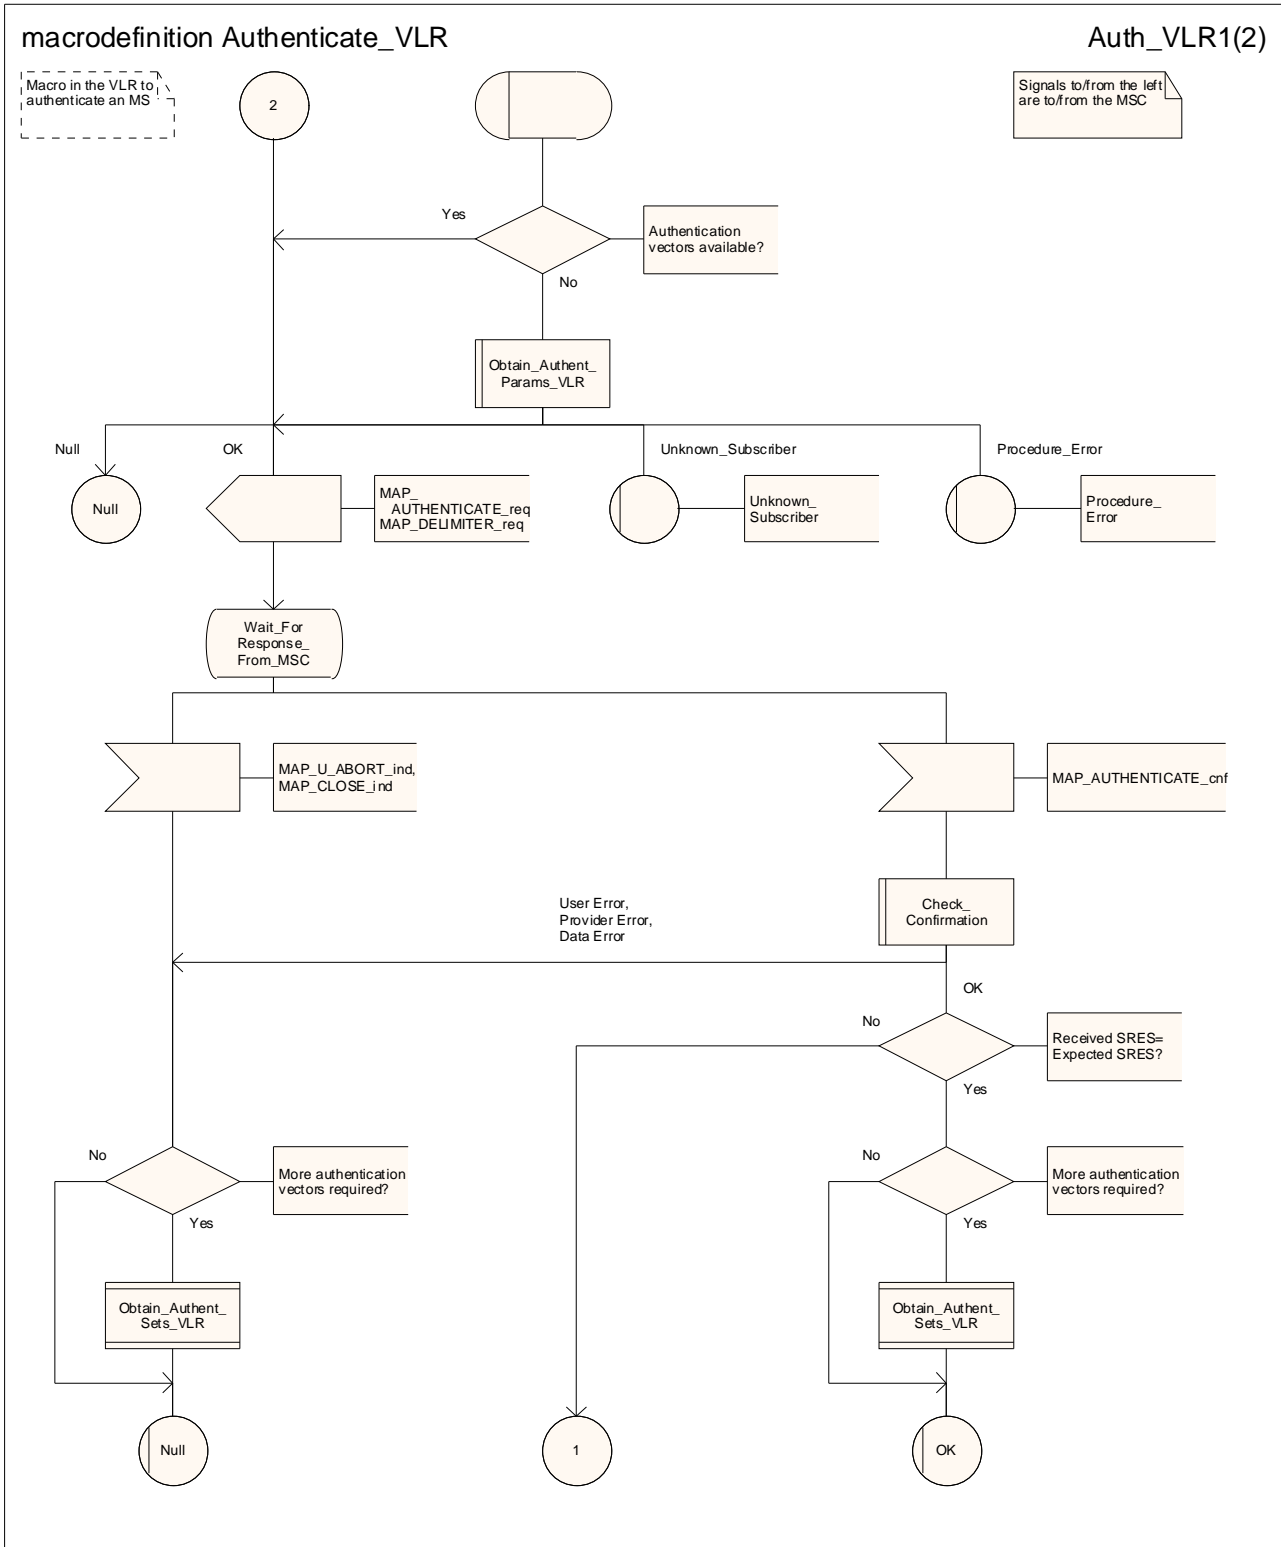 macrodefinition Authenticate_VLR
Auth_VLR1(2)
Macro in the VLR to
authenticate an MS
2
Signals to/from the left
are to/from the MSC
Yes
Authentication
vectors available?
No
Obtain_Authent_
Params_VLR
Null
OK
Unknown_Subscriber
Procedure_Error
Null
MAP_
AUTHENTICATE_req
MAP_DELIMITER_req
Unknown_
Subscriber
Procedure_
Error
Wait_For
Response_
From_MSC
MAP_U_ABORT_ind,
MAP_CLOSE_ind
MAP_AUTHENTICATE_cnf
User Error,
Provider Error,
Data Error
Check_
Confirmation
OK
No
Received SRES=
Expected SRES?
Yes
No
More authentication
vectors required?
Yes
No
More authentication
vectors required?
Yes
Obtain_Authent_
Sets_VLR
Obtain_Authent_
Sets_VLR
Null
1
OK